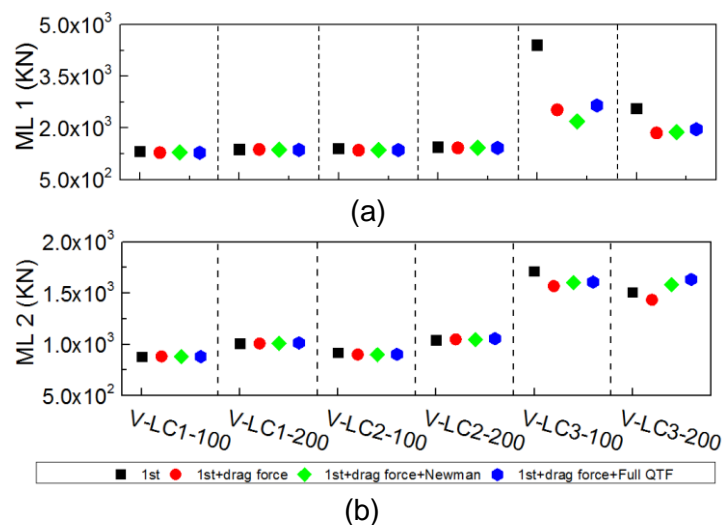 5.0x10³
3.5x10³
2.0x10³
5.0x10²
ML 1 (KN)
(a)
2.0x10³
1.5x10³
1.0x10³
5.0x10²
ML 2 (KN)
V-LC1-100 V-LC1-200 V-LC2-100 V-LC2-200 V-LC3-100 V-LC3-200
1st 1st+drag force 1st+drag force+Newman 1st+drag force+Full QTF
(b)